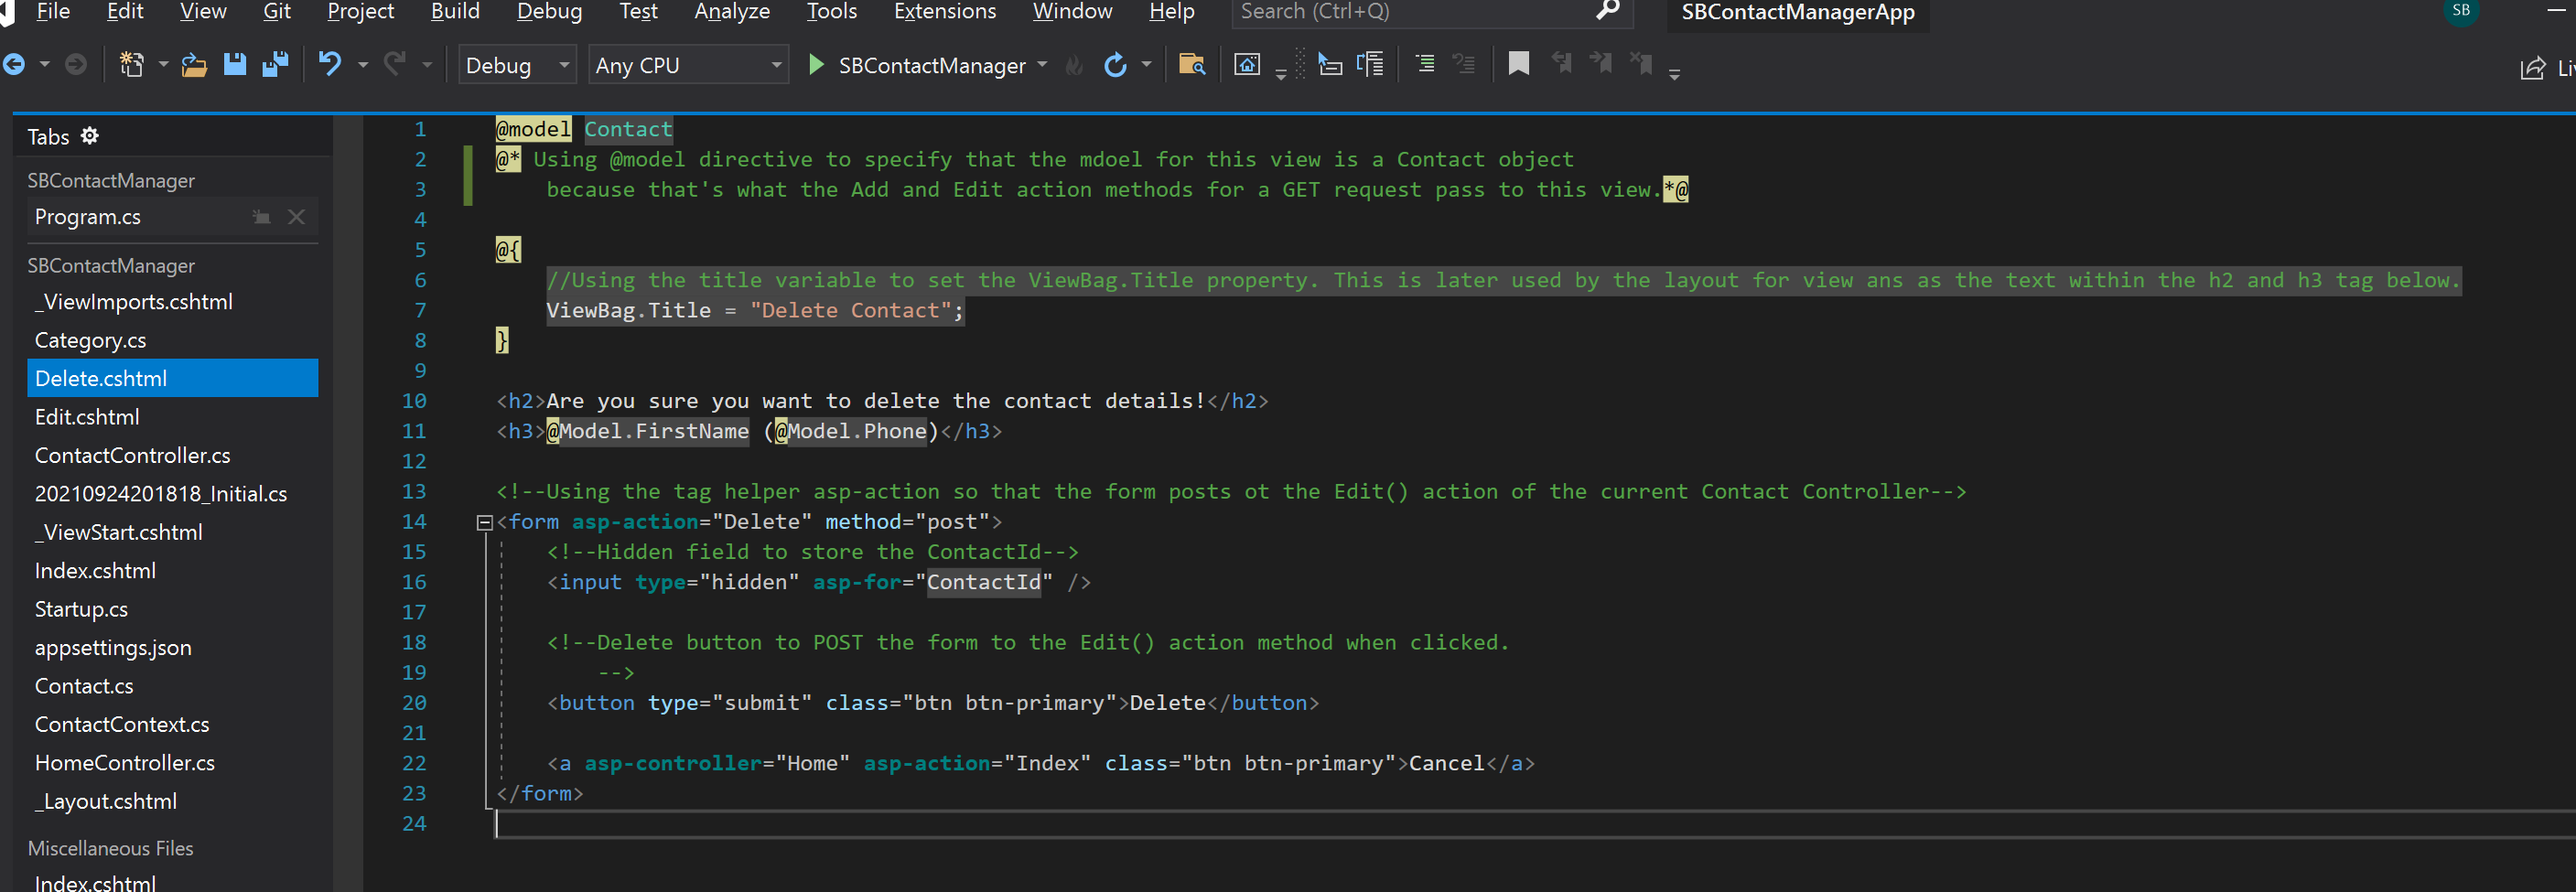 File Edit View Git Project Build Debug Test Analyze Tools Extensions Window Help Search (Ctrl+Q) SBContactManagerApp SB
Debug Any CPU SBContactManager
Tabs
SBContactManager
Program.cs
SBContactManager
_ViewImports.cshtml
Category.cs
Delete.cshtml
Edit.cshtml
ContactController.cs
20210924201818_Initial.cs
_ViewStart.cshtml
Index.cshtml
Startup.cs
appsettings.json
Contact.cs
ContactContext.cs
HomeController.cs
_Layout.cshtml
Miscellaneous Files
Index.cshtml
1 @model Contact
2 @* Using @model directive to specify that the mdoel for this view is a Contact object
3 because that's what the Add and Edit action methods for a GET request pass to this view.*@
4
5 @{
6 //Using the title variable to set the ViewBag.Title property. This is later used by the layout for view ans as the text within the h2 and h3 tag below.
7 ViewBag.Title = "Delete Contact";
8 }
9
10 <h2>Are you sure you want to delete the contact details!</h2>
11 <h3>@Model.FirstName (@Model.Phone)</h3>
12
13 <!--Using the tag helper asp-action so that the form posts ot the Edit() action of the current Contact Controller-->
14 <form asp-action="Delete" method="post">
15 <!--Hidden field to store the ContactId-->
16 <input type="hidden" asp-for="ContactId" />
17
18 <!--Delete button to POST the form to the Edit() action method when clicked.
19 -->
20 <button type="submit" class="btn btn-primary">Delete</button>
21
22 <a asp-controller="Home" asp-action="Index" class="btn btn-primary">Cancel</a>
23 </form>
24